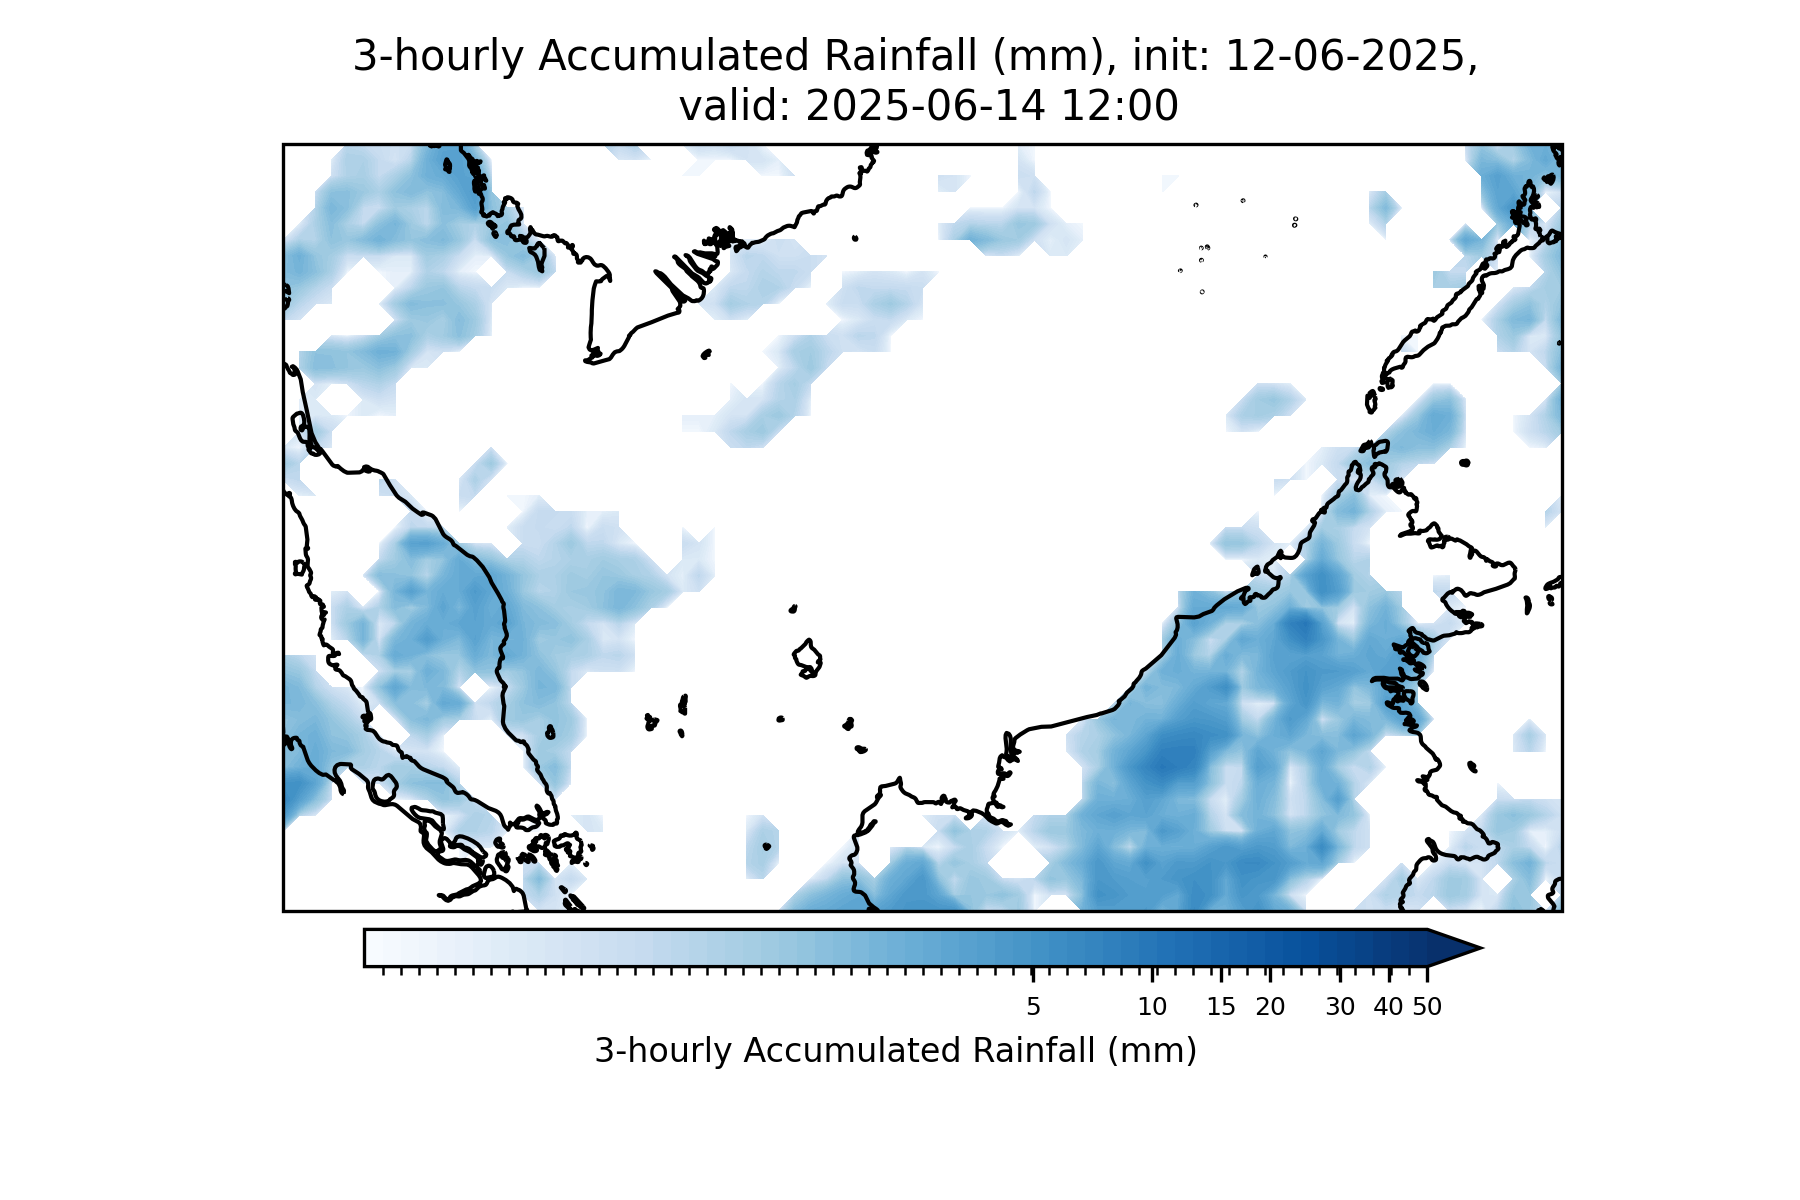 3-hourly Accumulated Rainfall (mm), init: 12-06-2025,
valid: 2025-06-14 12:00
5 10 15 20 30 40 50
3-hourly Accumulated Rainfall (mm)